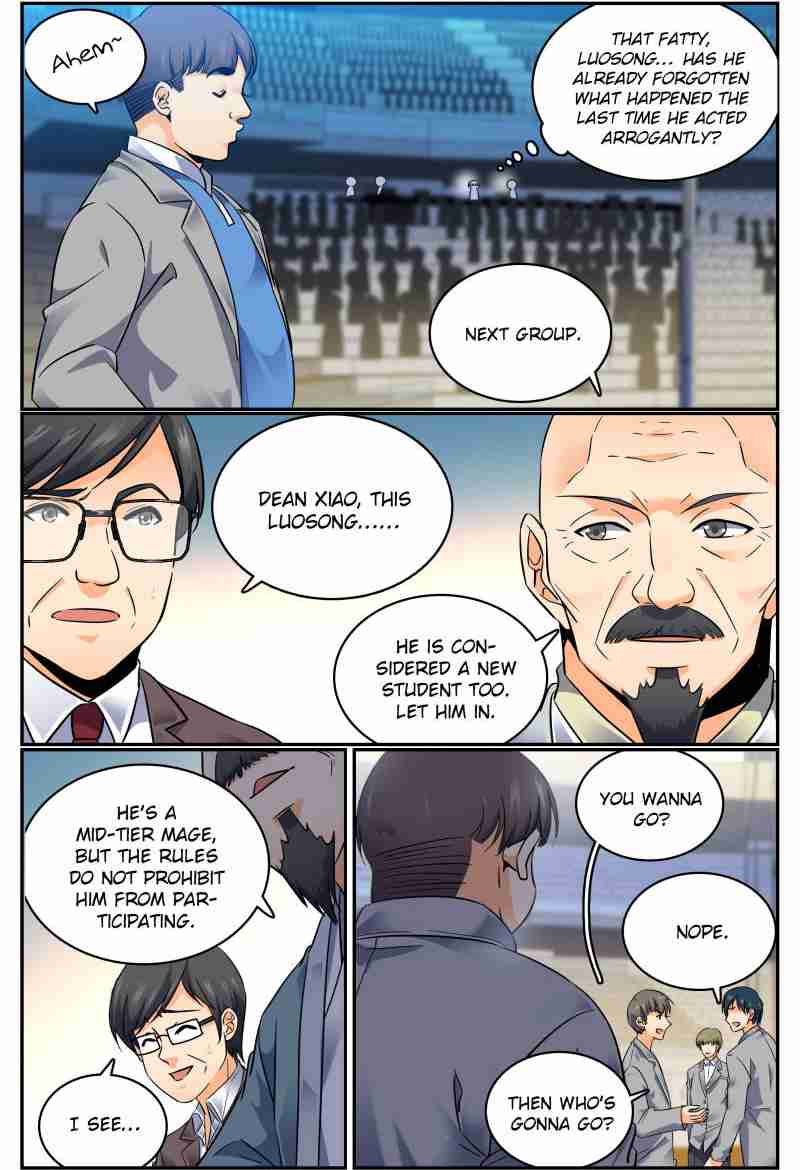 Ahem~
THAT FATTY,
LUOSONG... HAS HE
ALREADY FORGOTTEN
WHAT HAPPENED THE
LAST TIME HE ACTED
ARROGANTLY?
NEXT GROUP.
DEAN XIAO, THIS
LUOSONG......
HE IS CON-
SIDERED A NEW
STUDENT TOO.
LET HIM IN.
HE'S A
MID-TIER MAGE,
BUT THE RULES
DO NOT PROHIBIT
HIM FROM PAR-
TICIPATING.
I SEE...
YOU WANNA
GO?
NOPE.
THEN WHO'S
GONNA GO?